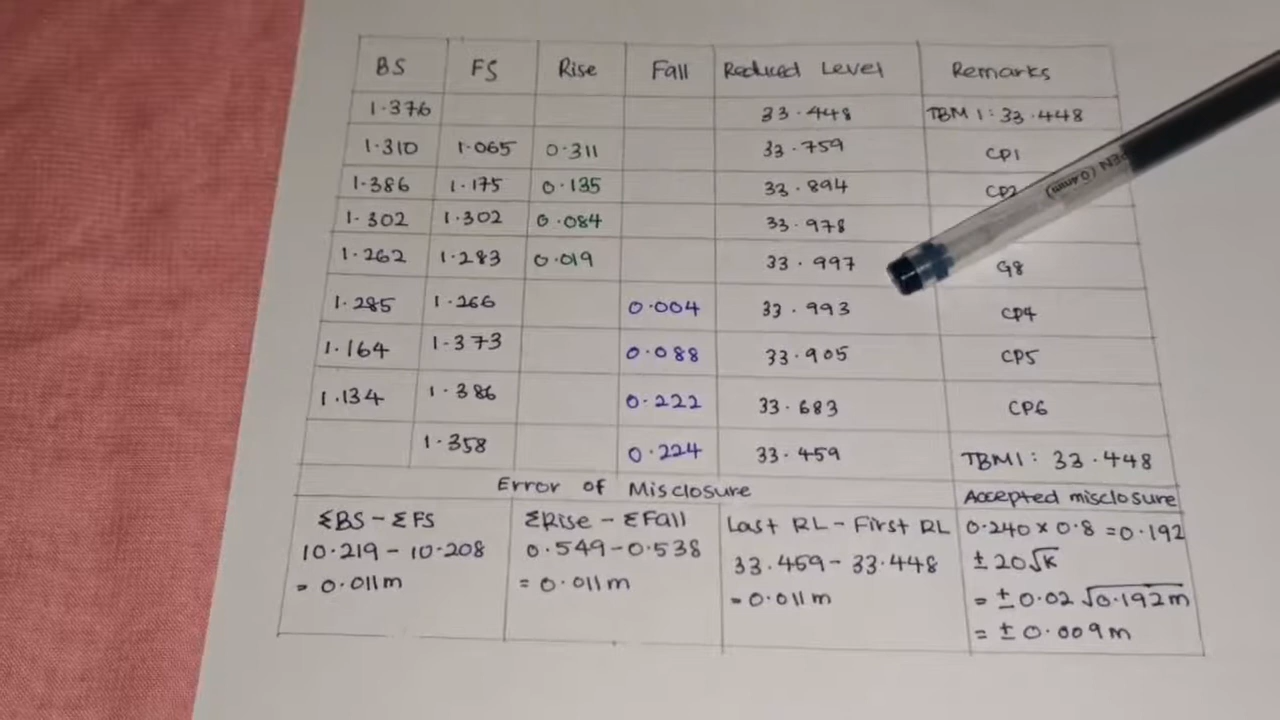 BS FS Rise Fall Reduced Level Remarks
1.376 33.448 TBM 1: 33.448
1.310 1.065 0.311 33.759 CP1
1.386 1.175 0.135 33.894 CP2
1.302 1.302 0.084 33.978
1.262 1.283 0.019 33.997 G8
1.285 1.266 0.004 33.993 CP4
1.164 1.373 0.088 33.905 CP5
1.134 1.386 0.222 33.683 CP6
1.358 0.224 33.459 TBM1: 33.448
Error of Misclosure Accepted misclosure
ΣBS - ΣFS
10.219 - 10.208
= 0.011m
ΣRise - ΣFall
0.549 - 0.538
= 0.011m
Last RL - First RL
33.459 - 33.448
= 0.011m
0.240 x 0.8 = 0.192
± 20√K
= ± 0.02 √0.192m
= ± 0.009m
PEN (0.4mm)